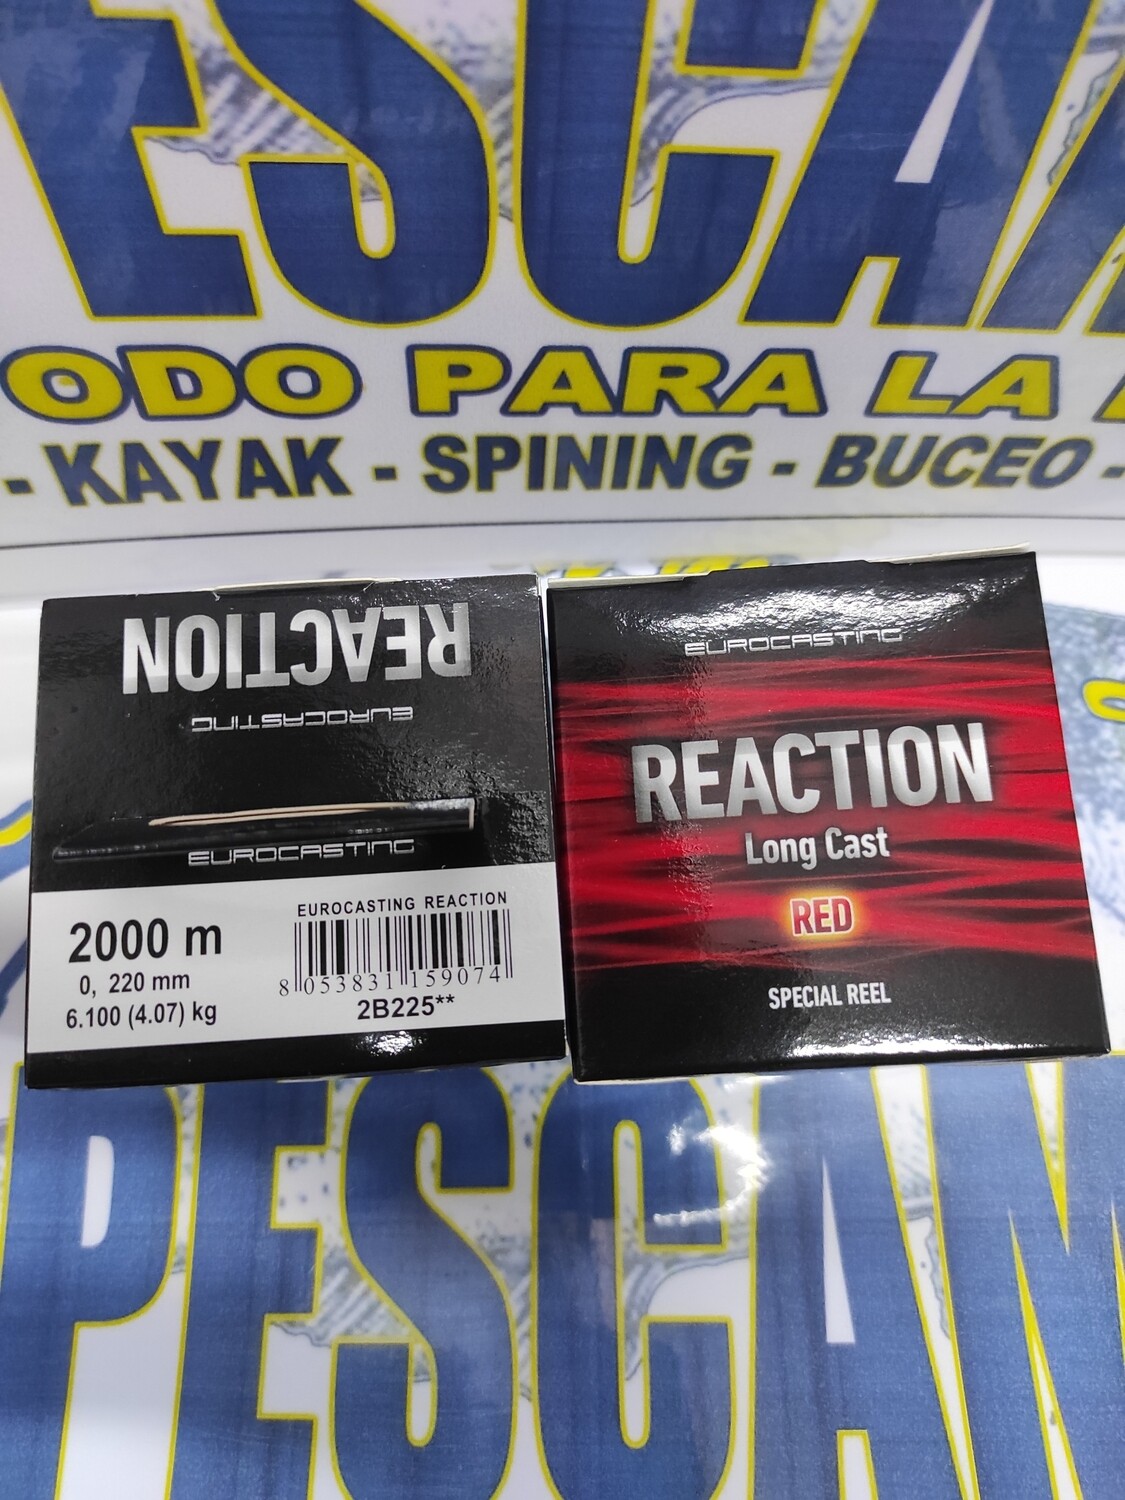 ESCA
ODO PARA LA
- KAYAK - SPINING - BUCEO -
REACTION
EUROCASTING
EUROCASTING
2000 m
0, 220 mm
6.100 (4.07) kg
EUROCASTING REACTION
8 053831 159074
2B225**
EUROCASTING
REACTION
Long Cast
RED
SPECIAL REEL
PESCAM